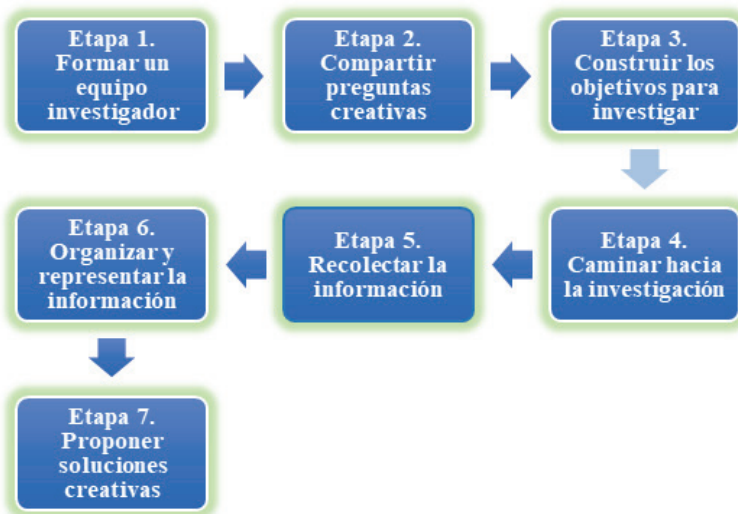 Etapa 1.
Formar un
equipo
investigador
Etapa 2.
Compartir
preguntas
creativas
Etapa 3.
Construir los
objetivos para
investigar
Etapa 4.
Caminar hacia
la investigación
Etapa 5.
Recolectar la
información
Etapa 6.
Organizar y
representar la
información
Etapa 7.
Proponer
soluciones
creativas